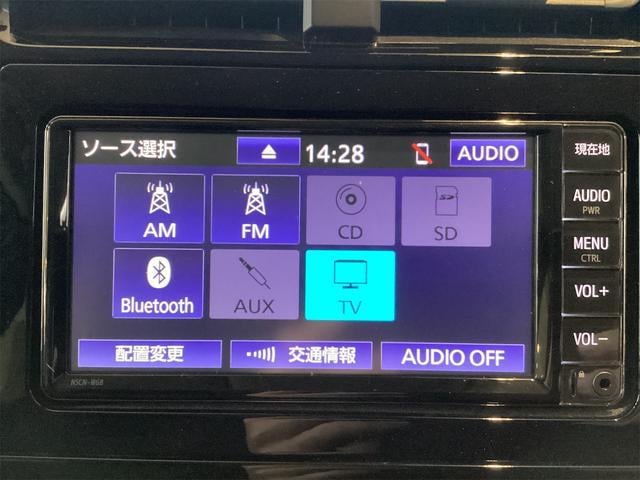 ソース選択 14:28 AUDIO
AM FM CD SD
Bluetooth AUX TV
配置変更 交通情報 AUDIO OFF
NSCN-W68
現在地
AUDIO
PWR
MENU
CTRL
VOL+
VOL-